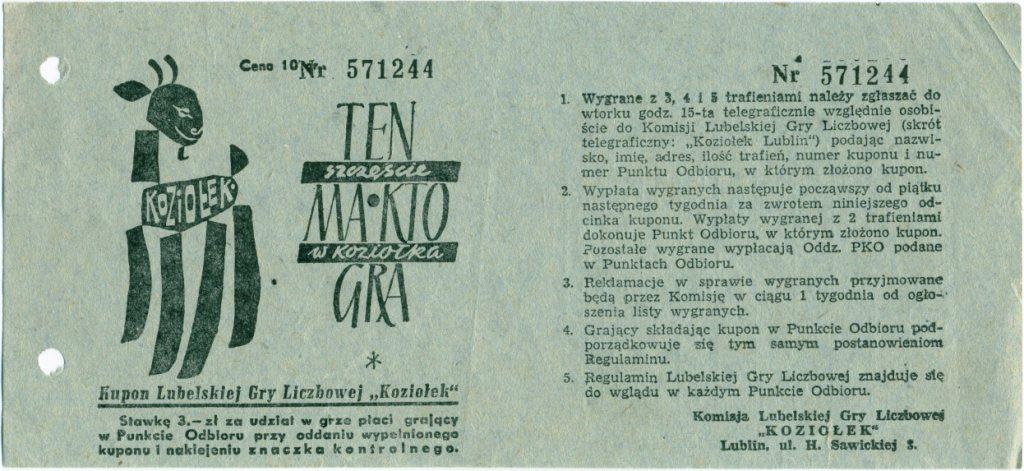 Cena 10 gr
Nr 571244
KOZIOŁEK
TEN
szczęście
MA•KTO
w koziołka
GRA
*
Kupon Lubelskiej Gry Liczbowej „Koziołek"
Stawkę 3.— zł za udział w grze płaci grający
w Punkcie Odbioru przy oddaniu wypełnionego
kuponu i naklejeniu znaczka kontrolnego.
Nr 571244
1. Wygrane z 3, 4 i 5 trafieniami należy zgłaszać do
wtorku godz. 15-ta telegraficznie względnie osobi-
ście do Komisji Lubelskiej Gry Liczbowej (skrót
telegraficzny: „Koziołek Lublin") podając nazwi-
sko, imię, adres, ilość trafień, numer kuponu i nu-
mer Punktu Odbioru, w którym złożono kupon.
2. Wypłata wygranych następuje począwszy od piątku
następnego tygodnia za zwrotem niniejszego od-
cinka kuponu. Wypłaty wygranej z 2 trafieniami
dokonuje Punkt Odbioru, w którym złożono kupon.
Pozostałe wygrane wypłacają Oddz. PKO podane
w Punktach Odbioru.
3. Reklamacje w sprawie wygranych przyjmowane
będą przez Komisję w ciągu 1 tygodnia od ogło-
szenia listy wygranych.
4. Grający składając kupon w Punkcie Odbioru pod-
porządkowuje się tym samym postanowieniom
Regulaminu.
5. Regulamin Lubelskiej Gry Liczbowej znajduje się
do wglądu w każdym Punkcie Odbioru.
Komisja Lubelskiej Gry Liczbowej
„KOZIOŁEK"
Lublin, ul. H. Sawickiej 3.